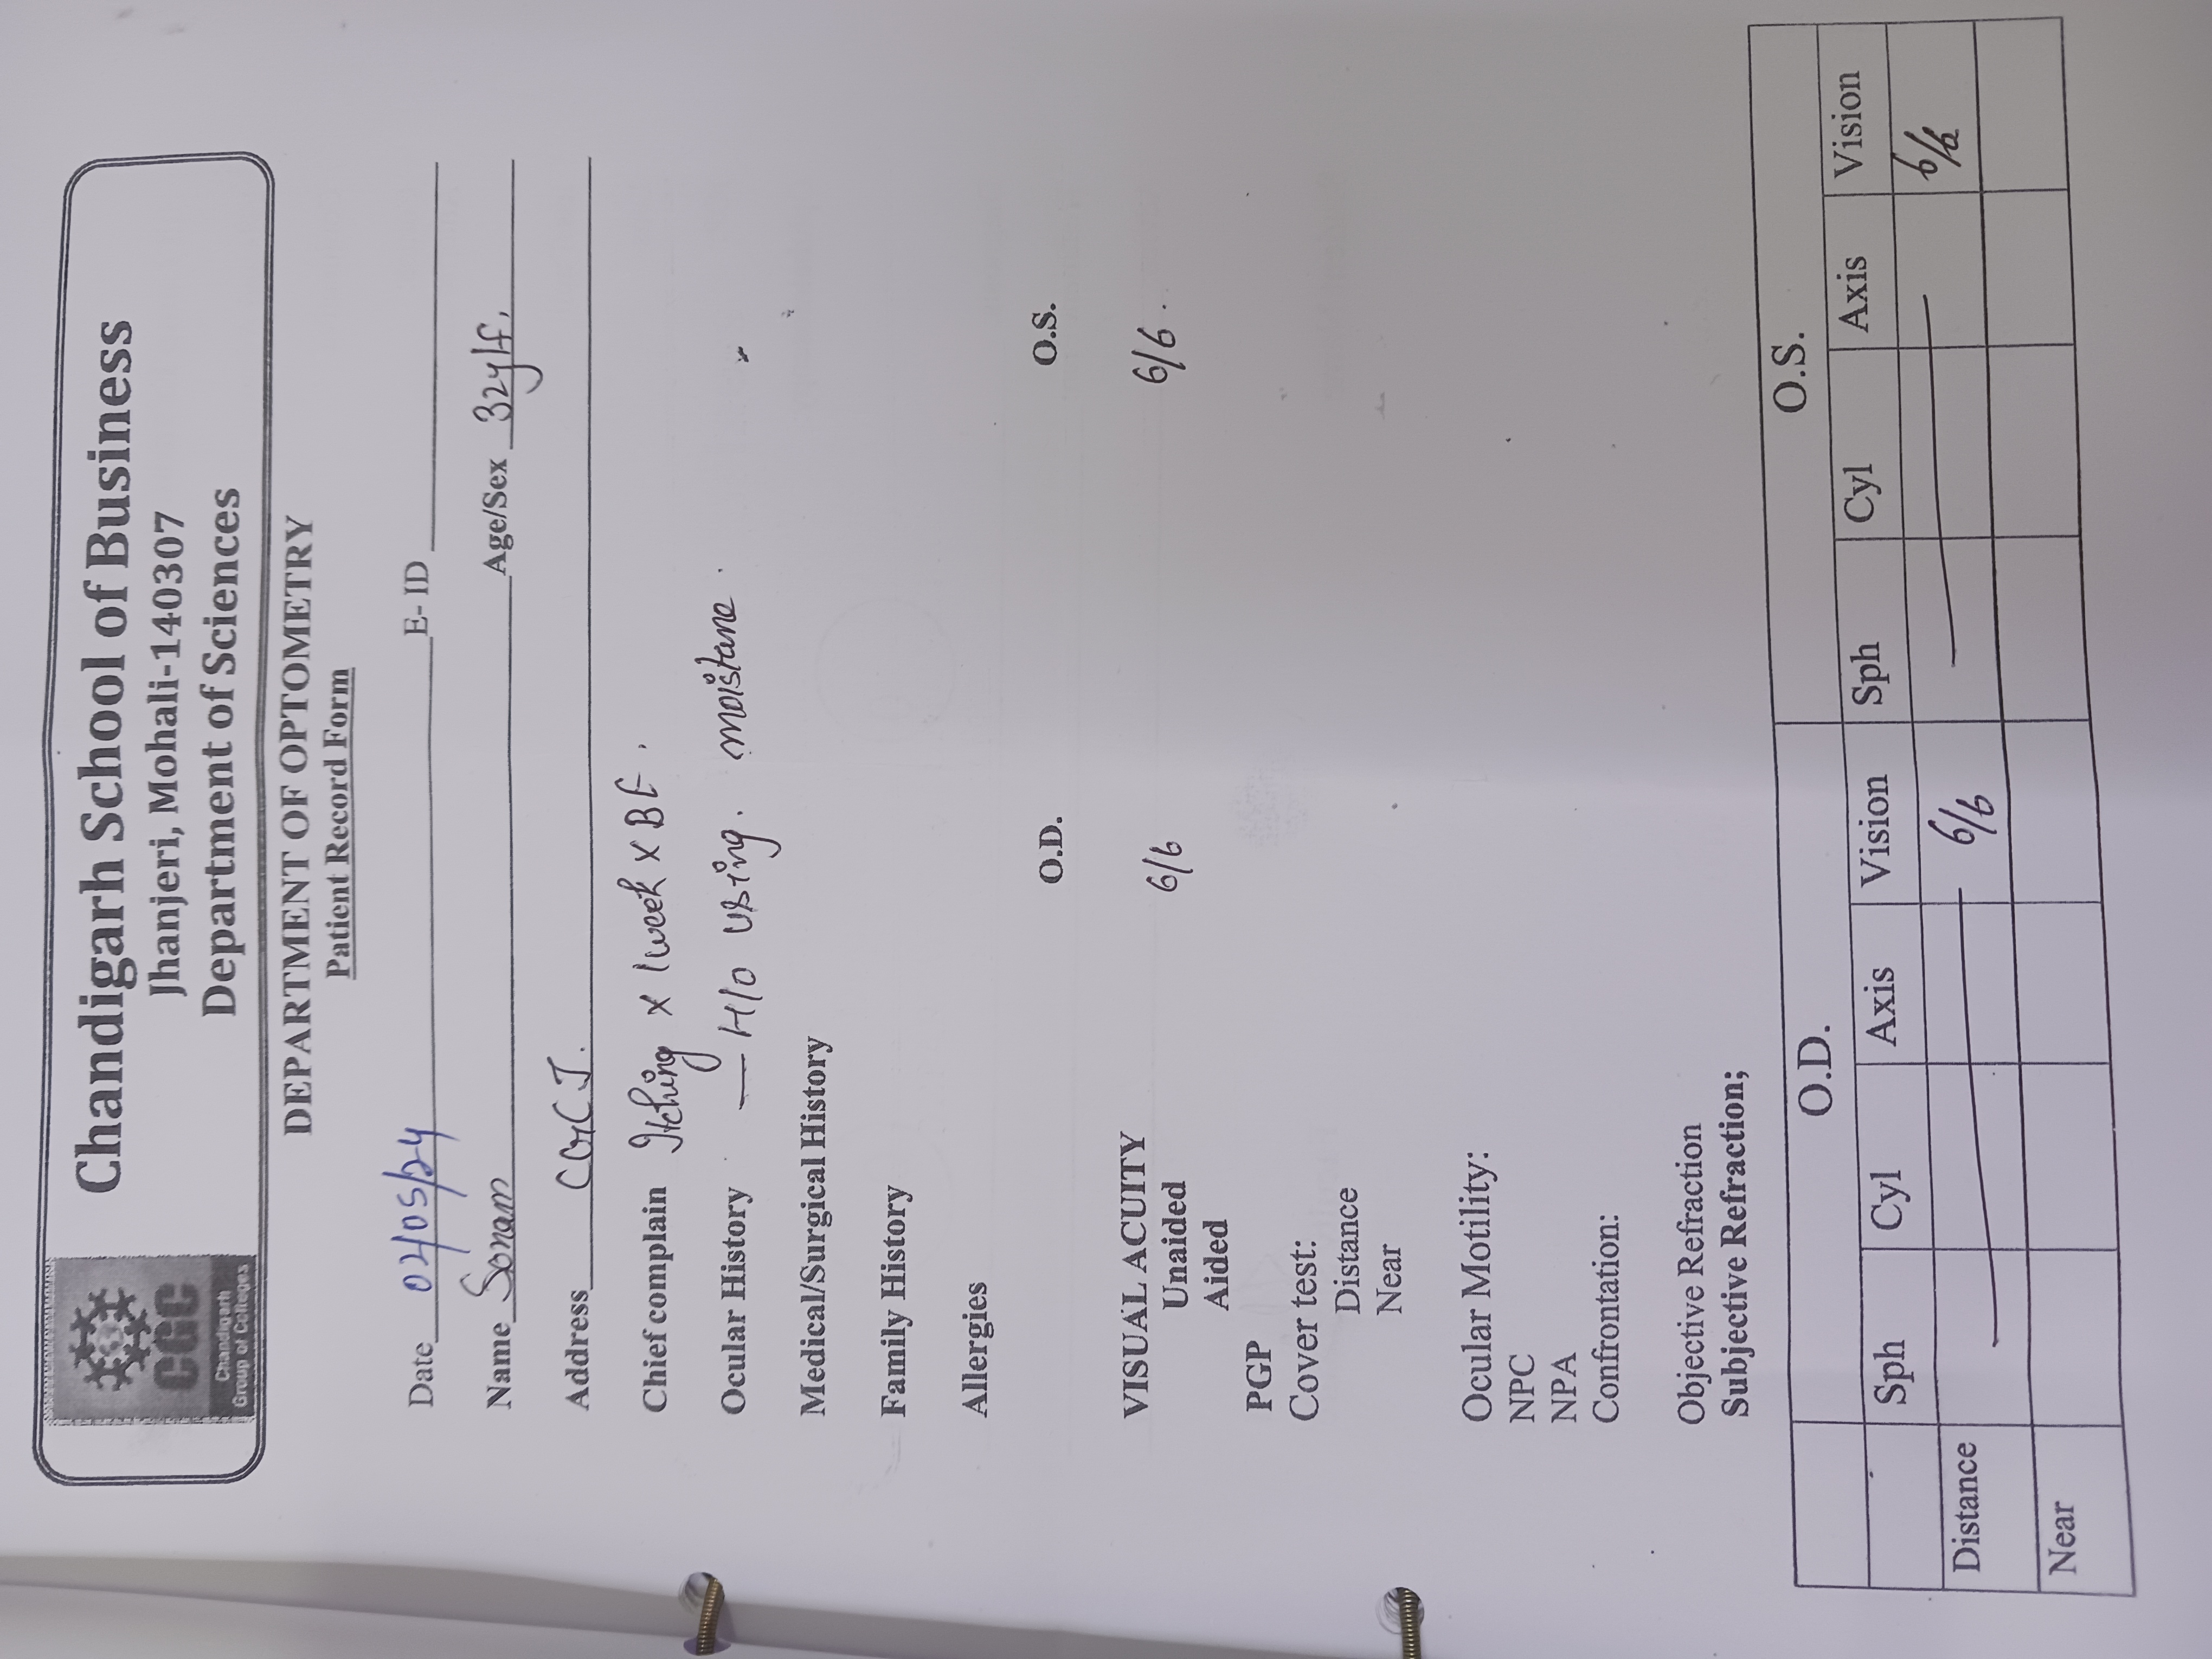 CGC
Chandigarh
Group of Colleges
Chandigarh School of Business
Jhanjeri, Mohali-140307
Department of Sciences
DEPARTMENT OF OPTOMETRY
Patient Record Form
Date 02/05/24 E- ID
Name Sonam Age/Sex 32y/f.
Address CGC J.
Chief complain Itching x 1week x BE.
Ocular History — H/o using. moistane.
Medical/Surgical History
Family History
Allergies
O.D. O.S.
VISUAL ACUITY
Unaided 6/6 6/6.
Aided
PGP
Cover test:
Distance
Near
Ocular Motility:
NPC
NPA
Confrontation:
Objective Refraction
Subjective Refraction;
O.D. O.S.
Sph Cyl Axis Vision Sph Cyl Axis Vision
Distance — 6/6 — 6/6
Near